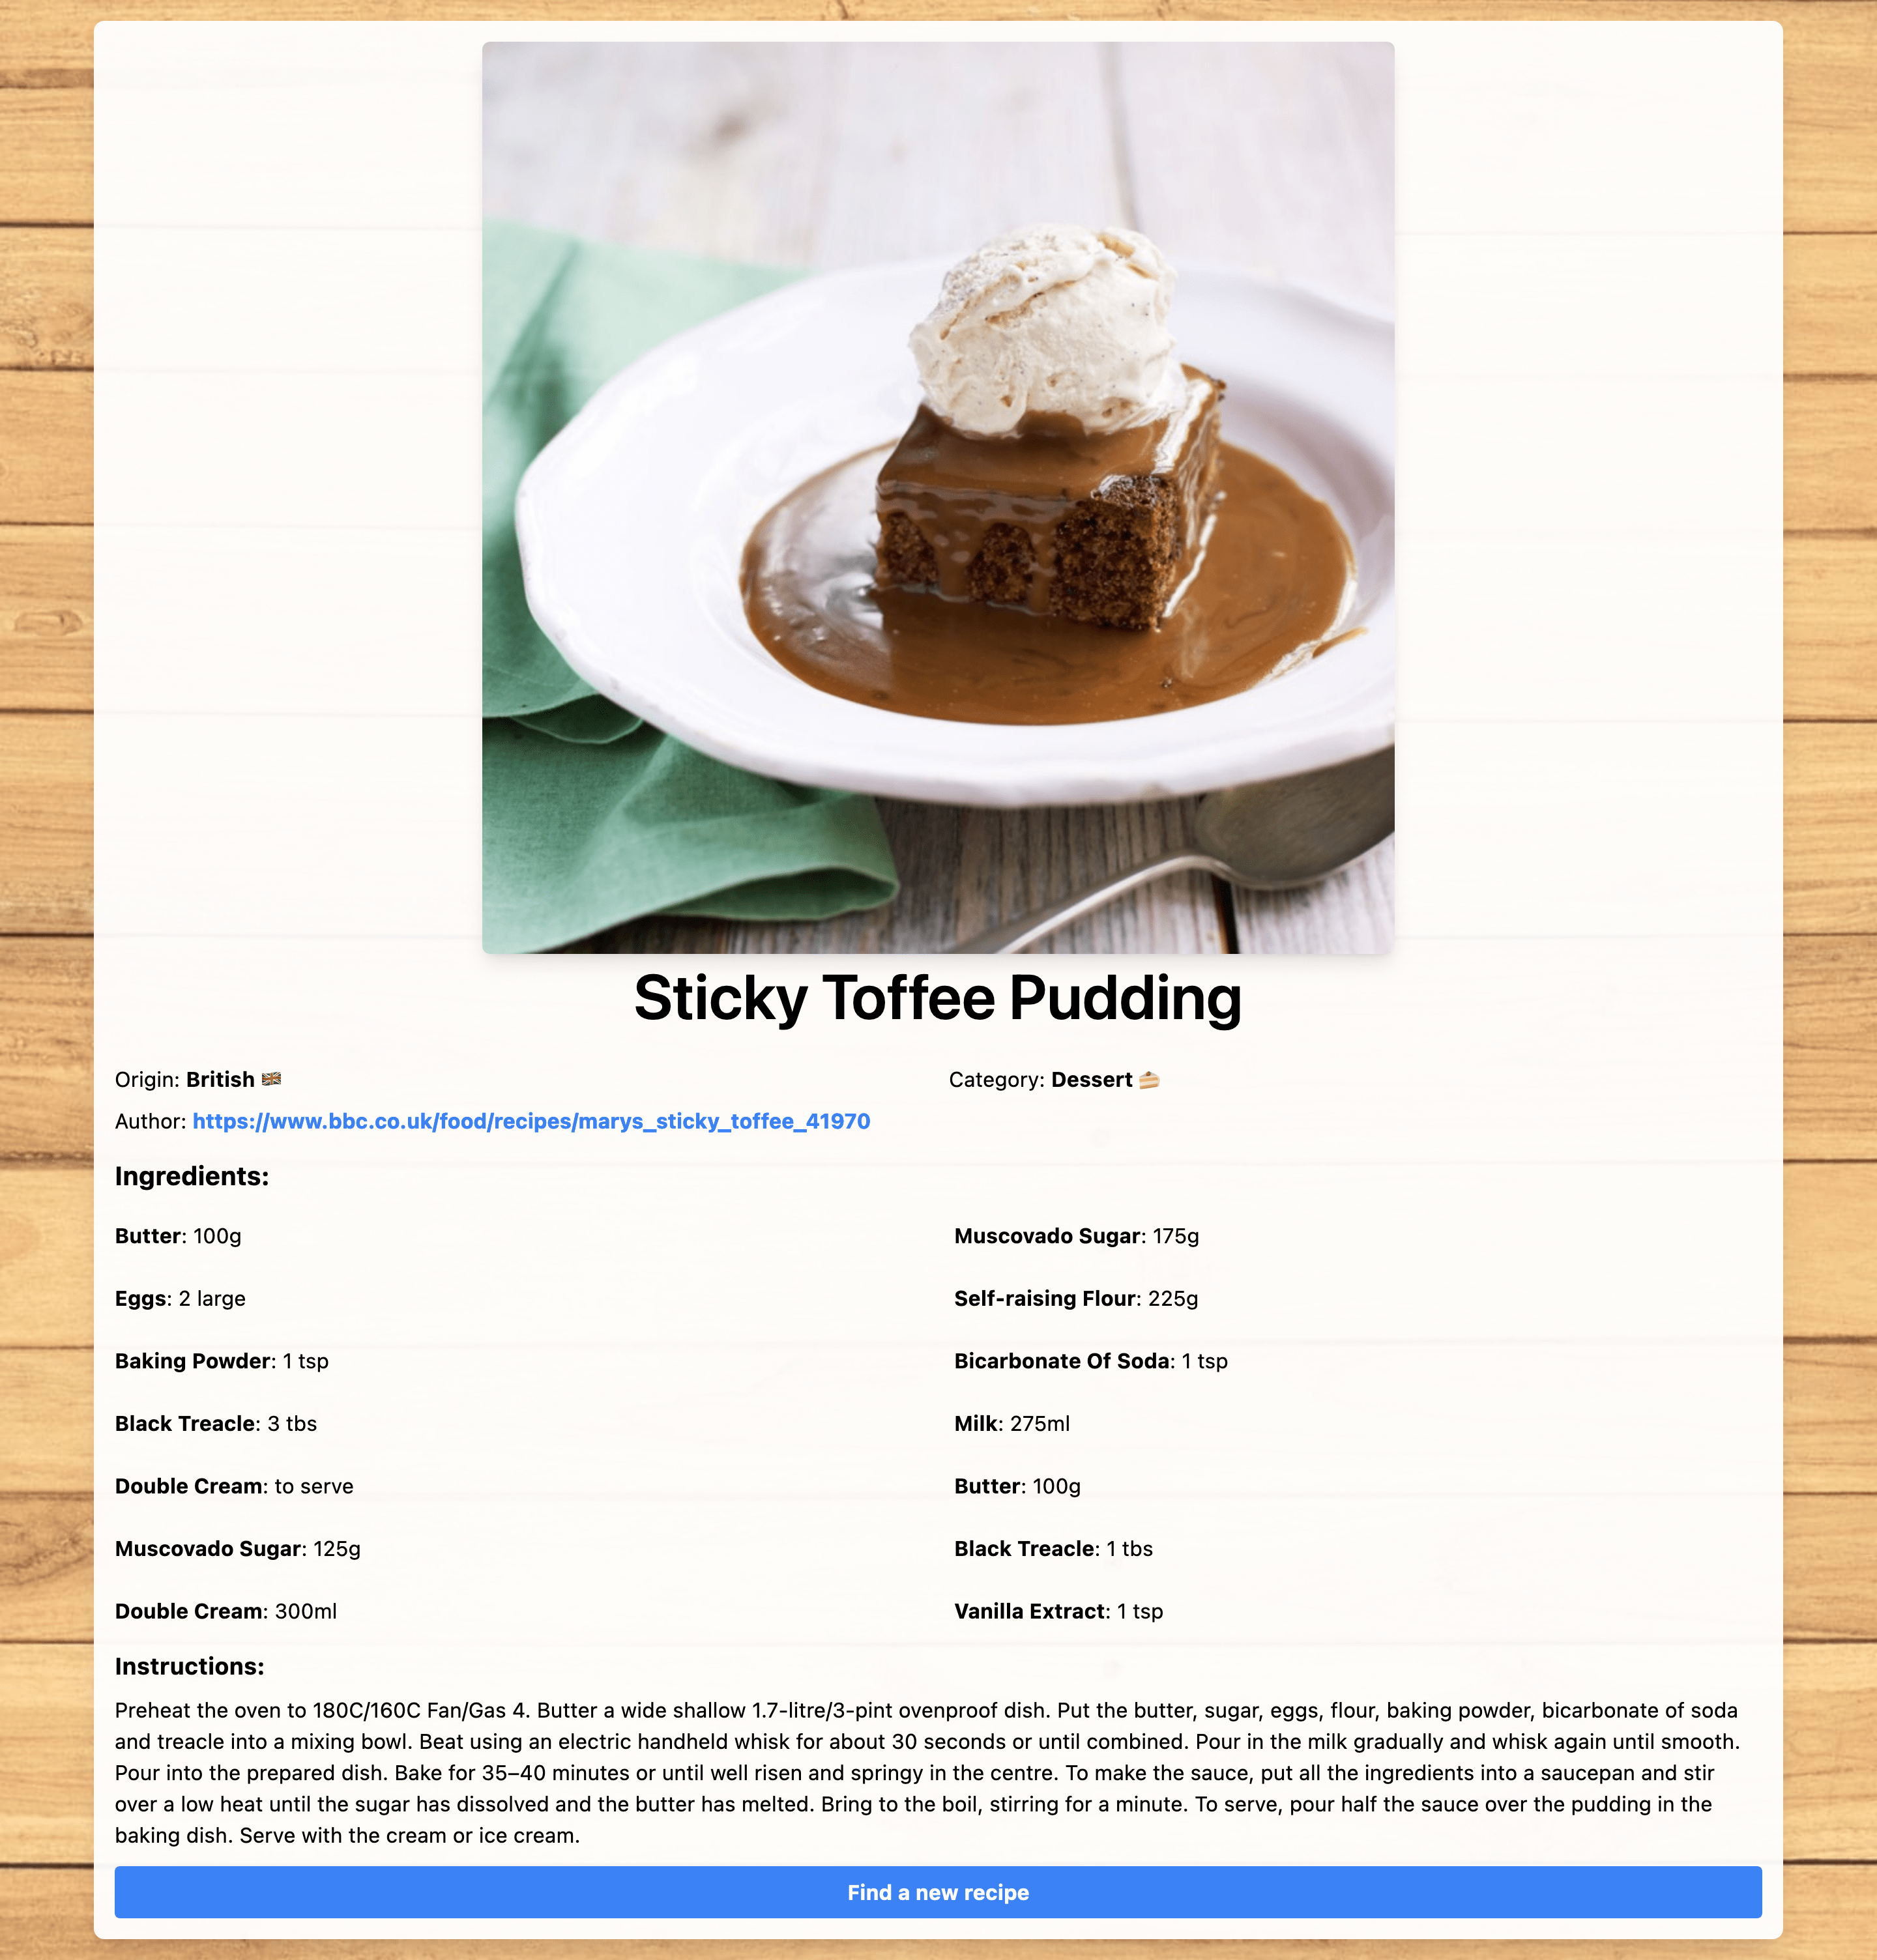 Sticky Toffee Pudding
Origin: British 🇬🇧
Category: Dessert 🍰
Author: https://www.bbc.co.uk/food/recipes/marys_sticky_toffee_41970
Ingredients:
Butter: 100g
Muscovado Sugar: 175g
Eggs: 2 large
Self-raising Flour: 225g
Baking Powder: 1 tsp
Bicarbonate Of Soda: 1 tsp
Black Treacle: 3 tbs
Milk: 275ml
Double Cream: to serve
Butter: 100g
Muscovado Sugar: 125g
Black Treacle: 1 tbs
Double Cream: 300ml
Vanilla Extract: 1 tsp
Instructions:
Preheat the oven to 180C/160C Fan/Gas 4. Butter a wide shallow 1.7-litre/3-pint ovenproof dish. Put the butter, sugar, eggs, flour, baking powder, bicarbonate of soda
and treacle into a mixing bowl. Beat using an electric handheld whisk for about 30 seconds or until combined. Pour in the milk gradually and whisk again until smooth.
Pour into the prepared dish. Bake for 35–40 minutes or until well risen and springy in the centre. To make the sauce, put all the ingredients into a saucepan and stir
over a low heat until the sugar has dissolved and the butter has melted. Bring to the boil, stirring for a minute. To serve, pour half the sauce over the pudding in the
baking dish. Serve with the cream or ice cream.
Find a new recipe